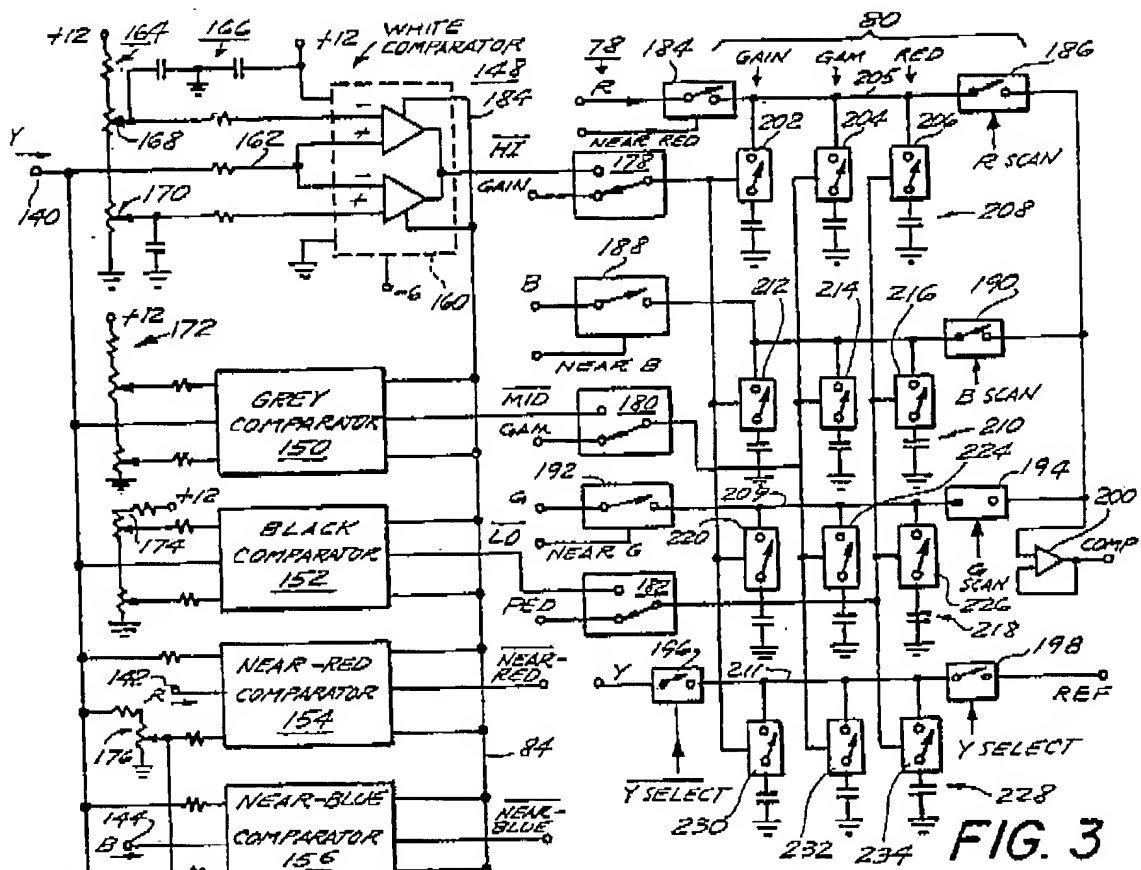 +12
164
166
+12
WHITE
COMPARATOR
148
184
Y
168
162
140
170
6
160
80
78
184
GAIN
GAM
RED
186
R
205
NEAR RED
202
204
206
R SCAN
HI
178
GAIN
208
188
B
212
214
216
190
NEAR B
B SCAN
+12
172
GREY
COMPARATOR
150
MID
GAM
180
210
224
192
194
G
209
200
COMP
LO
NEAR G
220
G
SCAN
+12
174
BLACK
COMPARATOR
152
PED
182
226
218
196
198
Y
211
REF
NEAR-RED
COMPARATOR
154
NEAR-
RED
142
R
176
84
Y SELECT
Y SELECT
230
232
234
228
NEAR-BLUE
COMPARATOR
156
NEAR-
BLUE
144
B
FIG. 3